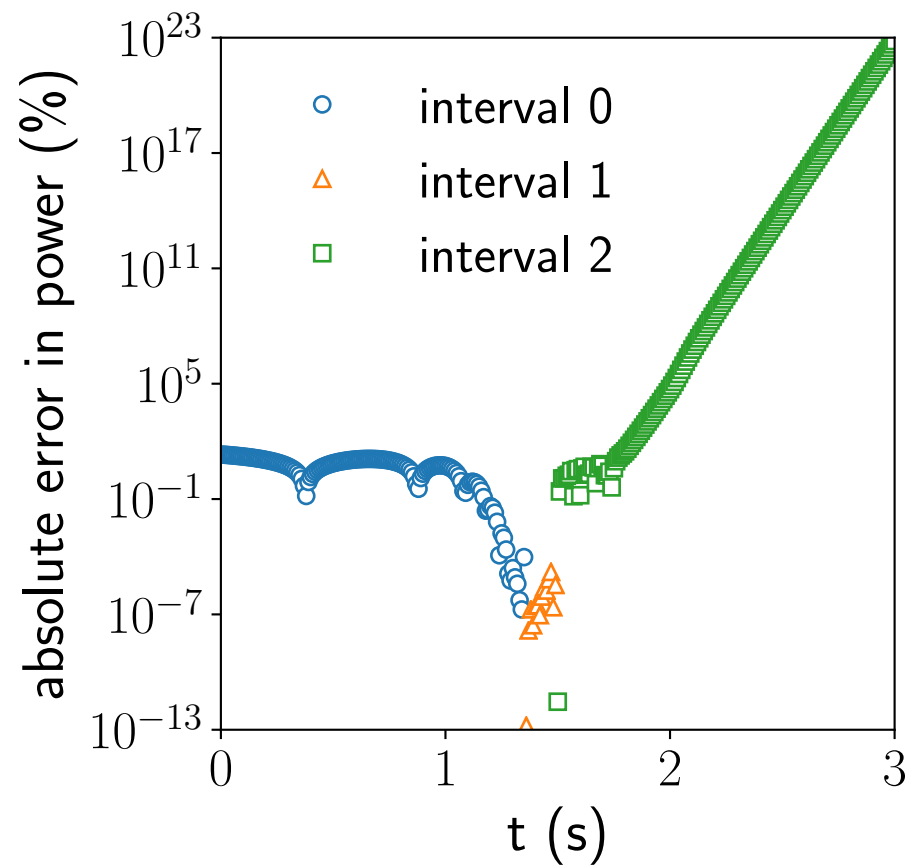 absolute error in power (%)
10^23
10^17
10^11
10^5
10^-1
10^-7
10^-13
interval 0
interval 1
interval 2
0
1
2
3
t (s)